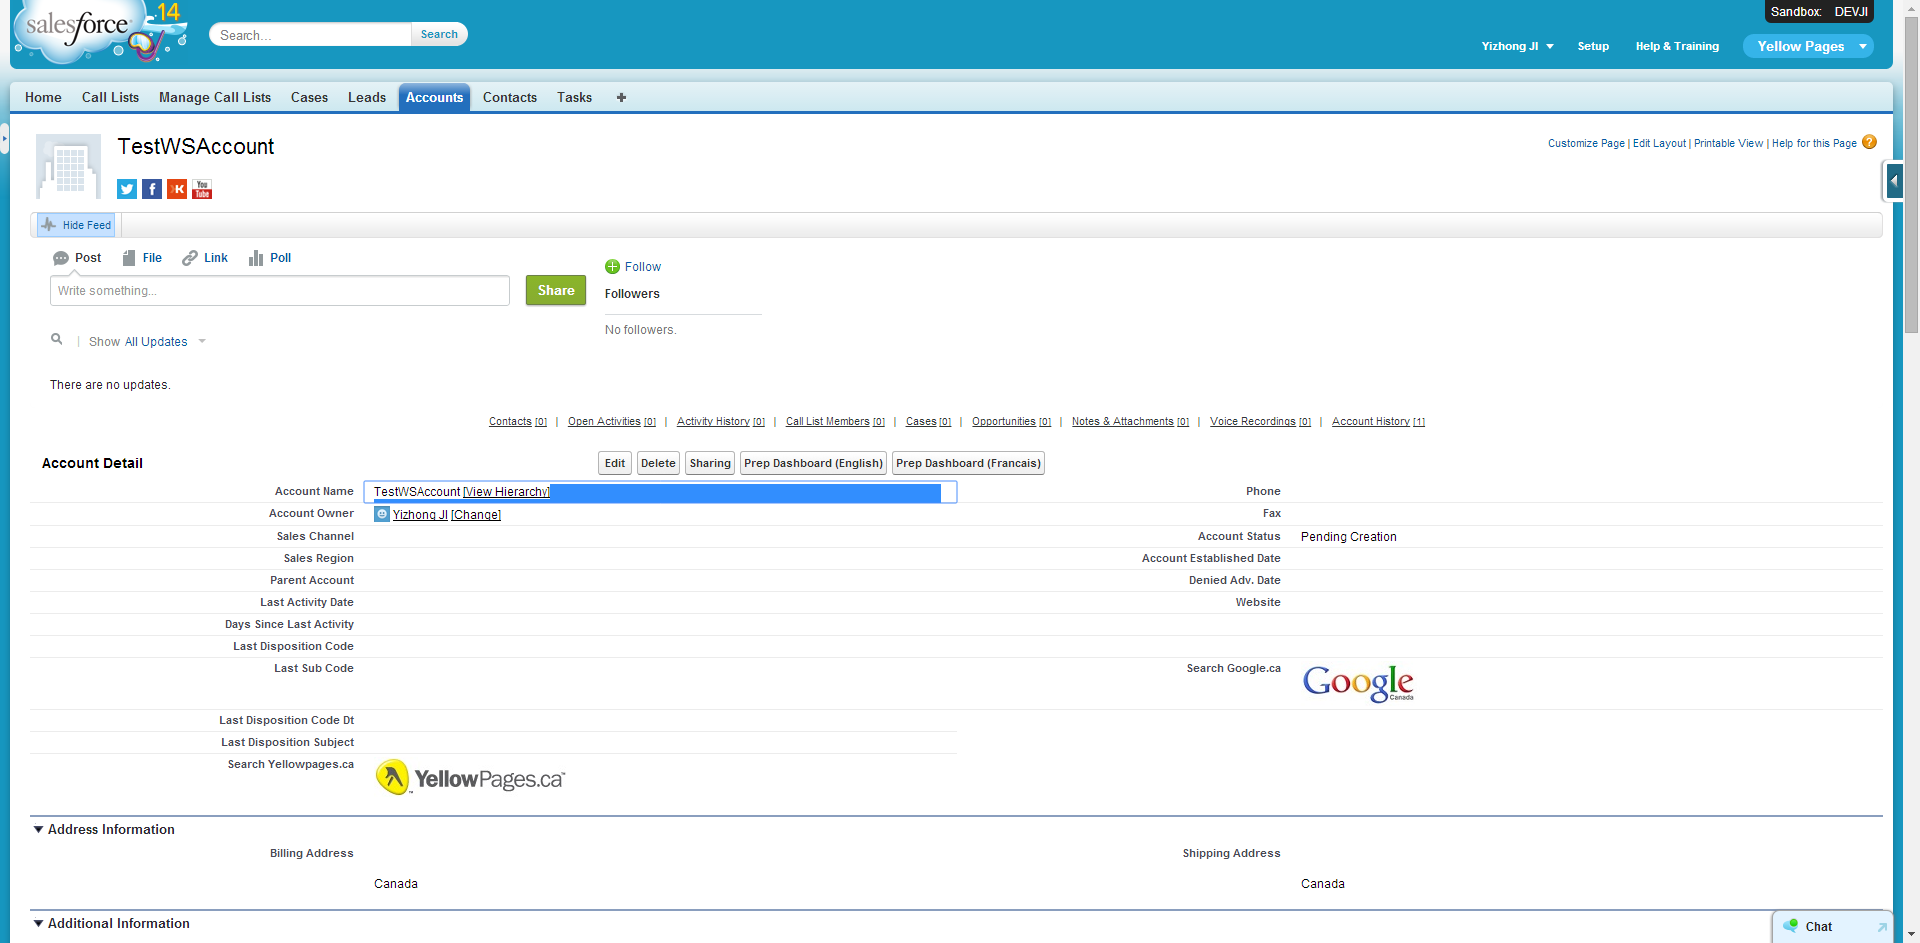 Sandbox: DEVJI
salesforce 14
Search...
Search
Yizhong JI
Setup
Help & Training
Yellow Pages
Home
Call Lists
Manage Call Lists
Cases
Leads
Accounts
Contacts
Tasks
TestWSAccount
Customize Page | Edit Layout | Printable View | Help for this Page ?
f
K
You Tube
Hide Feed
Post
File
Link
Poll
Write something...
Share
Follow
Followers
No followers.
Show All Updates
There are no updates.
Contacts [0] | Open Activities [0] | Activity History [0] | Call List Members [0] | Cases [0] | Opportunities [0] | Notes & Attachments [0] | Voice Recordings [0] | Account History [1]
Account Detail
Edit
Delete
Sharing
Prep Dashboard (English)
Prep Dashboard (Francais)
Account Name TestWSAccount [View Hierarchy]
Phone
Account Owner Yizhong JI [Change]
Fax
Sales Channel
Account Status Pending Creation
Sales Region
Account Established Date
Parent Account
Denied Adv. Date
Last Activity Date
Website
Days Since Last Activity
Last Disposition Code
Last Sub Code
Search Google.ca Google Canada
Last Disposition Code Dt
Last Disposition Subject
Search Yellowpages.ca YellowPages.ca™
Address Information
Billing Address
Shipping Address
Canada
Canada
Additional Information
Chat